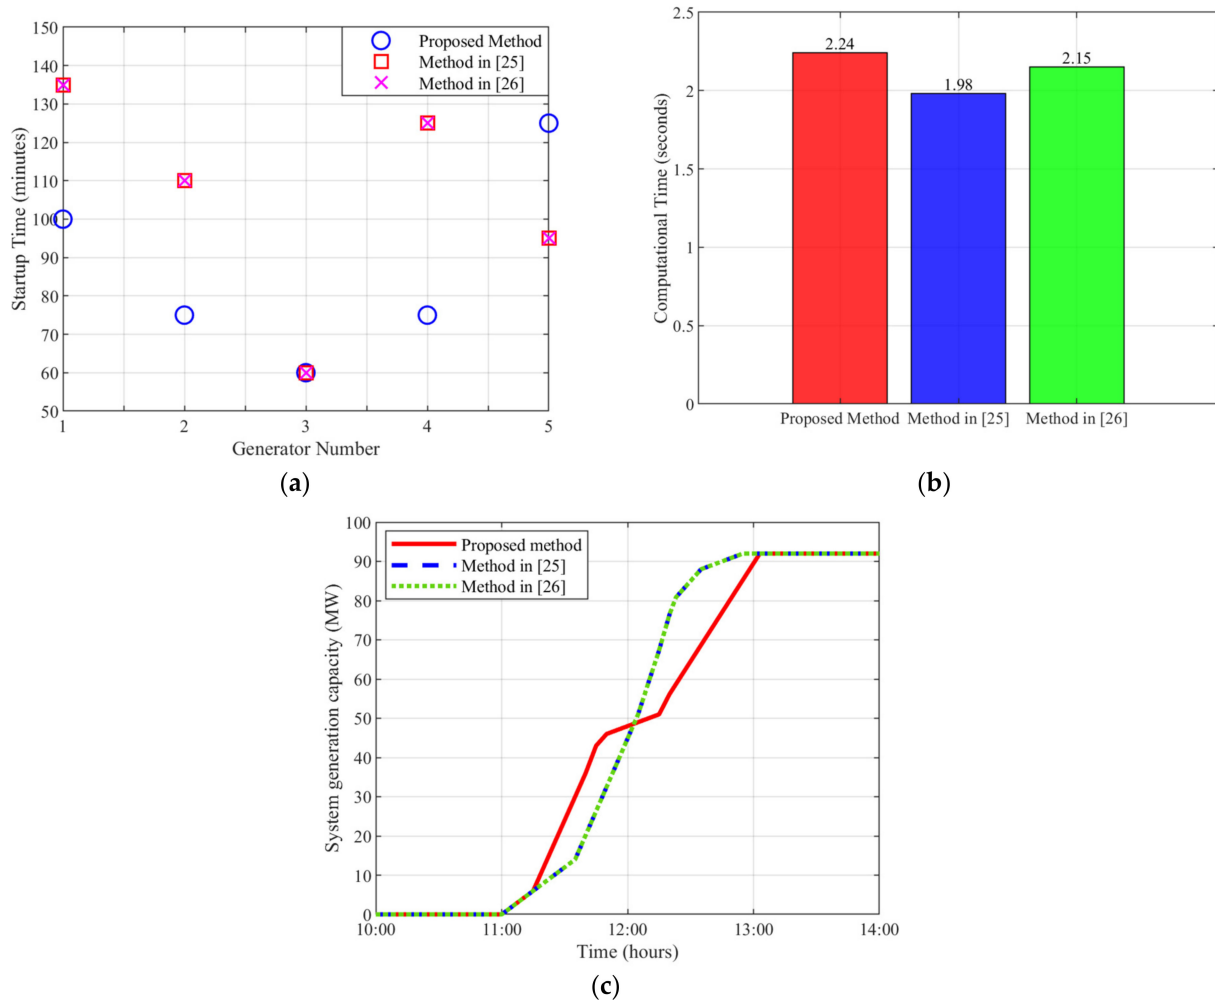 150
140
130
120
110
100
90
80
70
60
50
1
2
3
4
5
Startup Time (minutes)
Generator Number
Proposed Method
Method in [25]
Method in [26]
(a)
2.5
2
1.5
1
0.5
0
Computational Time (seconds)
2.24
1.98
2.15
Proposed Method
Method in [25]
Method in [26]
(b)
100
90
80
70
60
50
40
30
20
10
0
System generation capacity (MW)
Proposed method
Method in [25]
Method in [26]
10:00
11:00
12:00
13:00
14:00
Time (hours)
(c)